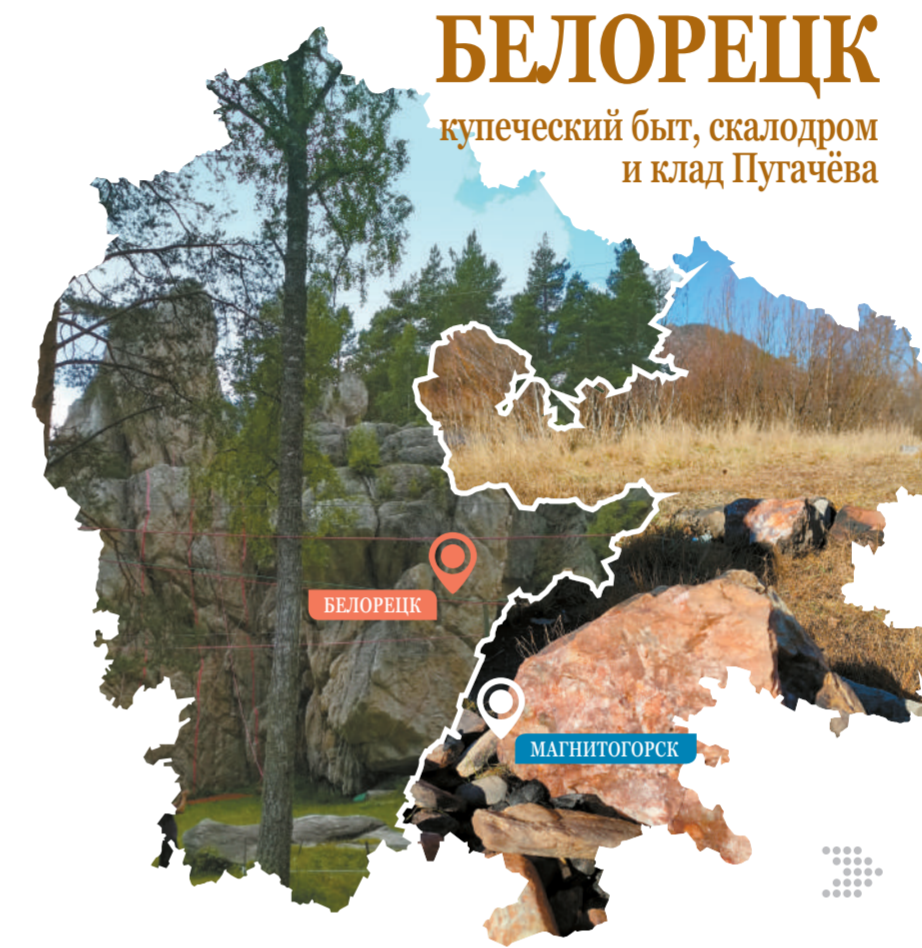 БЕЛОРЕЦК
купеческий быт, скалодром
и клад Пугачёва
БЕЛОРЕЦК
МАГНИТОГОРСК